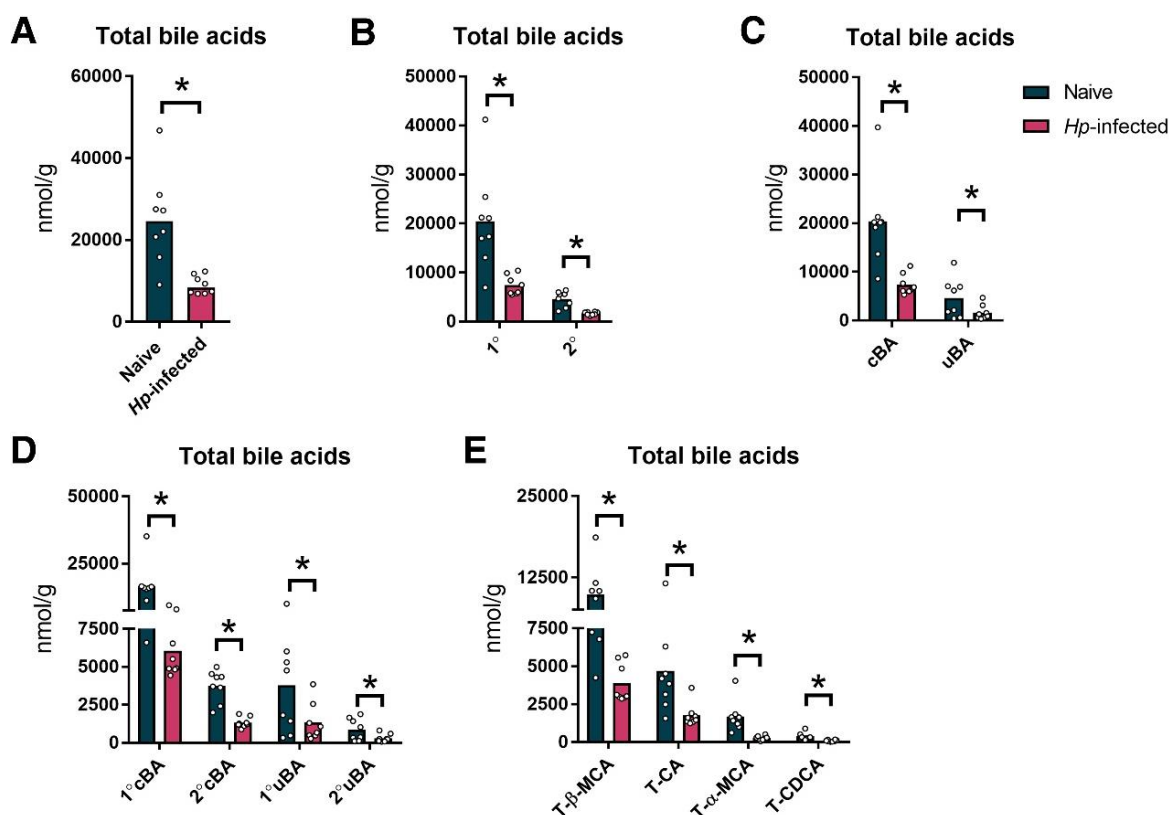 A
Total bile acids
nmol/g
60000
40000
20000
0
*
Naive
Hp-infected
B
Total bile acids
nmol/g
50000
40000
30000
20000
10000
0
*
*
1°
2°
C
Total bile acids
nmol/g
50000
40000
30000
20000
10000
0
*
*
cBA
uBA
Naive
Hp-infected
D
Total bile acids
nmol/g
50000
25000
7500
5000
2500
0
*
*
*
*
1°cBA
2°cBA
1°uBA
2°uBA
E
Total bile acids
nmol/g
25000
12500
7500
5000
2500
0
*
*
*
*
T-β-MCA
T-CA
T-α-MCA
T-CDCA